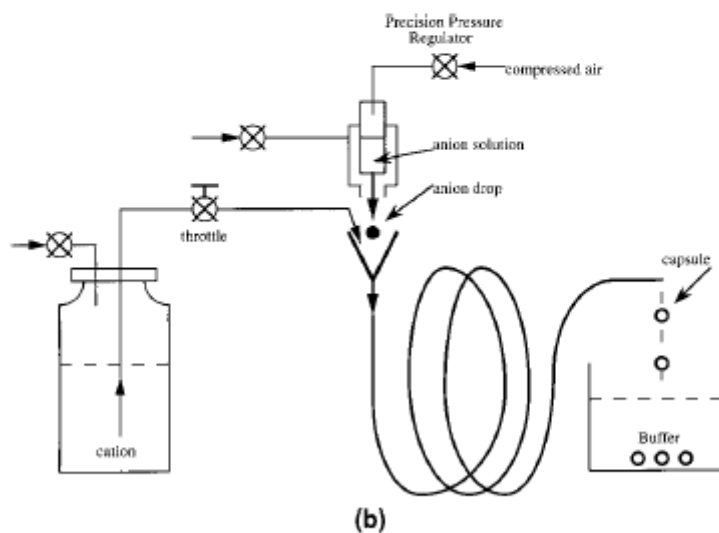 Precision Pressure
Regulator
compressed air
anion solution
anion drop
throttle
capsule
cation
Buffer
(b)